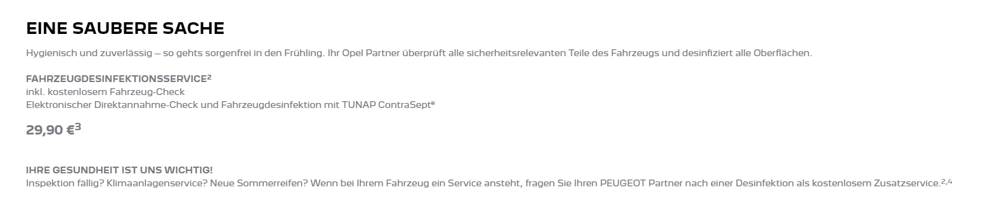 EINE SAUBERE SACHE
Hygienisch und zuverlässig – so gehts sorgenfrei in den Frühling. Ihr Opel Partner überprüft alle sicherheitsrelevanten Teile des Fahrzeugs und desinfiziert alle Oberflächen.
FAHRZEUGDESINFEKTIONSSERVICE²
inkl. kostenlosem Fahrzeug-Check
Elektronischer Direktannahme-Check und Fahrzeugdesinfektion mit TUNAP ContraSept®
29,90 €³
IHRE GESUNDHEIT IST UNS WICHTIG!
Inspektion fällig? Klimaanlagenservice? Neue Sommerreifen? Wenn bei Ihrem Fahrzeug ein Service ansteht, fragen Sie Ihren PEUGEOT Partner nach einer Desinfektion als kostenlosem Zusatzservice.²,⁴